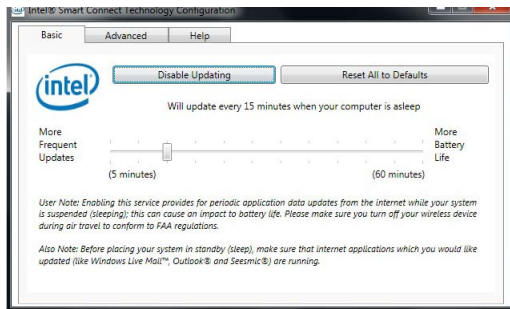 Intel® Smart Connect Technology Configuration
Basic
Advanced
Help
intel
Disable Updating
Reset All to Defaults
Will update every 15 minutes when your computer is asleep
More
Frequent
Updates
More
Battery
Life
(5 minutes)
(60 minutes)
User Note: Enabling this service provides for periodic application data updates from the internet while your system
is suspended (sleeping); this can cause an impact to battery life. Please make sure you turn off your wireless device
during air travel to conform to FAA regulations.
Also Note: Before placing your system in standby (sleep), make sure that internet applications which you would like
updated (like Windows Live Mail™, Outlook® and Seesmic®) are running.